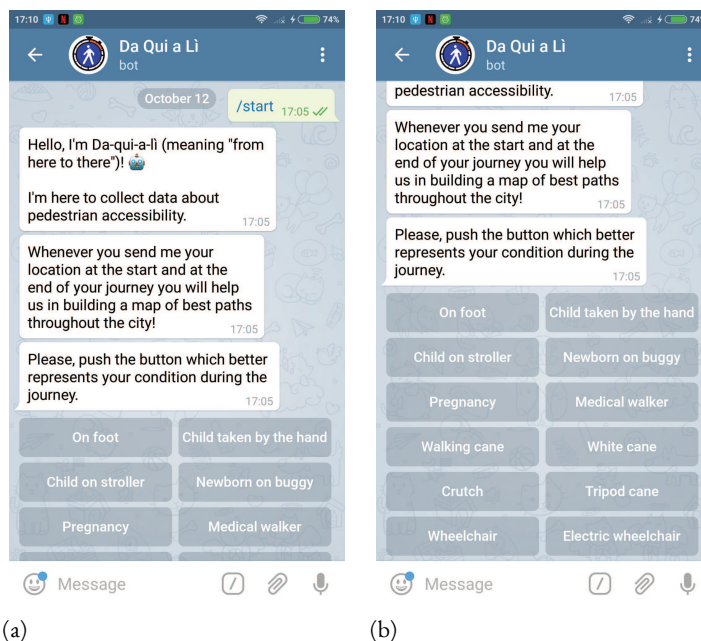 17:10
74%
Da Qui a Lì
bot
October 12
/start 17:05
Hello, I'm Da-qui-a-lì (meaning "from
here to there")!
I'm here to collect data about
pedestrian accessibility.
17:05
Whenever you send me your
location at the start and at the
end of your journey you will help
us in building a map of best paths
throughout the city!
17:05
Please, push the button which better
represents your condition during the
journey.
17:05
On foot
Child taken by the hand
Child on stroller
Newborn on buggy
Pregnancy
Medical walker
Message
(a)
17:10
74%
Da Qui a Lì
bot
pedestrian accessibility.
17:05
Whenever you send me your
location at the start and at the
end of your journey you will help
us in building a map of best paths
throughout the city!
17:05
Please, push the button which better
represents your condition during the
journey.
17:05
On foot
Child taken by the hand
Child on stroller
Newborn on buggy
Pregnancy
Medical walker
Walking cane
White cane
Crutch
Tripod cane
Wheelchair
Electric wheelchair
Message
(b)